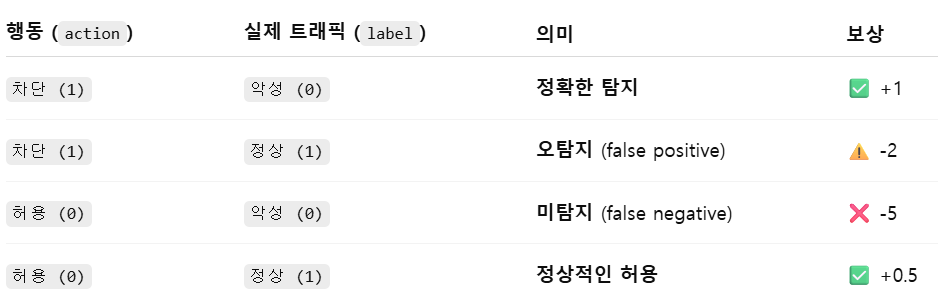 행동 (action) 실제 트래픽 (label) 의미 보상
차단 (1) 악성 (0) 정확한 탐지 ✅ +1
차단 (1) 정상 (1) 오탐지 (false positive) ⚠️ -2
허용 (0) 악성 (0) 미탐지 (false negative) ❌ -5
허용 (0) 정상 (1) 정상적인 허용 ✅ +0.5